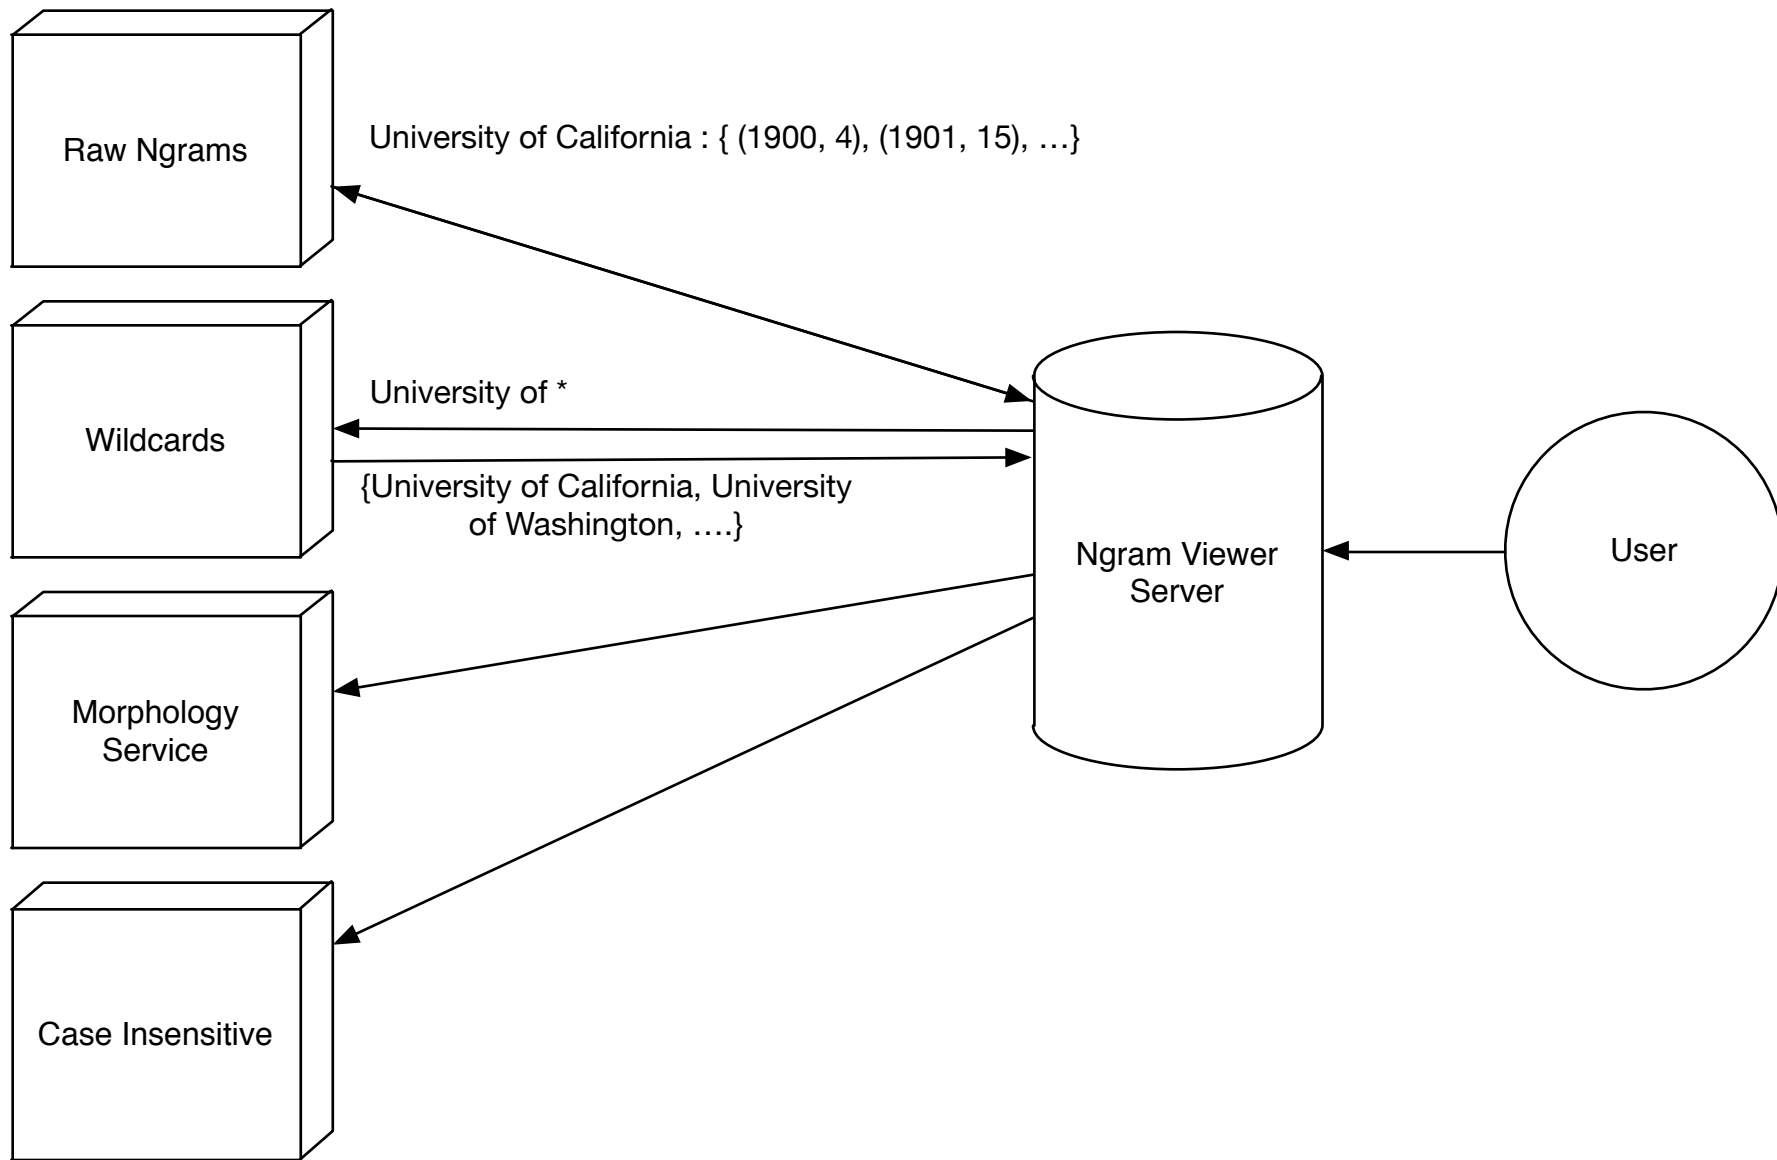 Raw Ngrams
University of California : { (1900, 4), (1901, 15), …}
Wildcards
University of *
{University of California, University
of Washington, ….}
Ngram Viewer
Server
User
Morphology
Service
Case Insensitive